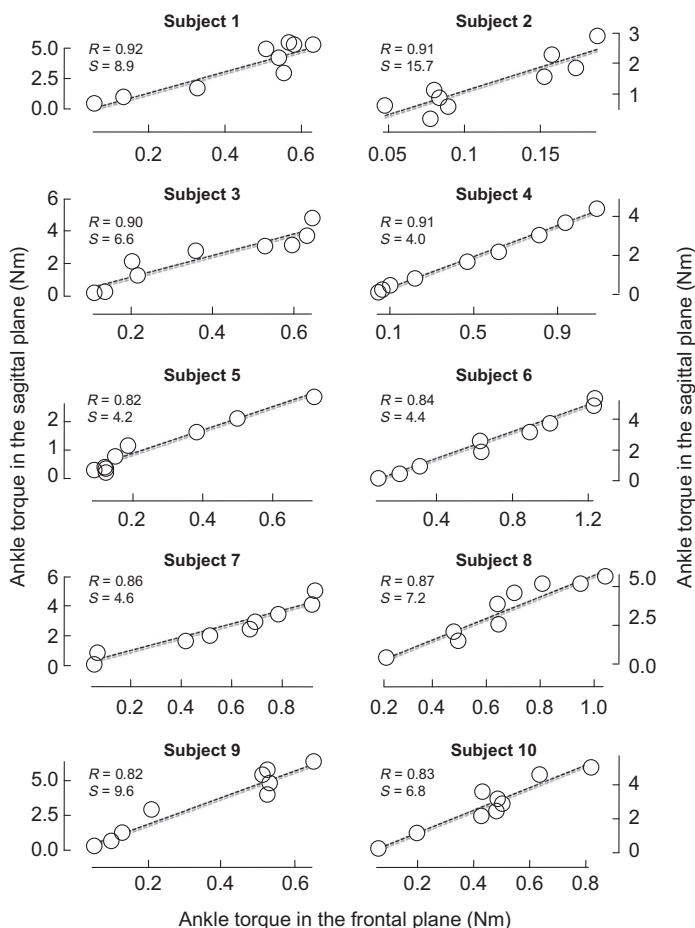 Subject 1
R = 0.92
S = 8.9
5.0
2.5
0.0
0.2
0.4
0.6
Subject 2
R = 0.91
S = 15.7
3
2
1
0.05
0.1
0.15
Subject 3
R = 0.90
S = 6.6
6
4
2
0
0.2
0.4
0.6
Subject 4
R = 0.91
S = 4.0
4
2
0
0.1
0.5
0.9
Subject 5
R = 0.82
S = 4.2
2
1
0
0.2
0.4
0.6
Subject 6
R = 0.84
S = 4.4
4
2
0
0.4
0.8
1.2
Subject 7
R = 0.86
S = 4.6
6
4
2
0
0.2
0.4
0.6
0.8
Subject 8
R = 0.87
S = 7.2
5.0
2.5
0.0
0.2
0.4
0.6
0.8
1.0
Subject 9
R = 0.82
S = 9.6
5.0
2.5
0.0
0.2
0.4
0.6
Subject 10
R = 0.83
S = 6.8
4
2
0
0.2
0.4
0.6
0.8
Ankle torque in the sagittal plane (Nm)
Ankle torque in the sagittal plane (Nm)
Ankle torque in the frontal plane (Nm)